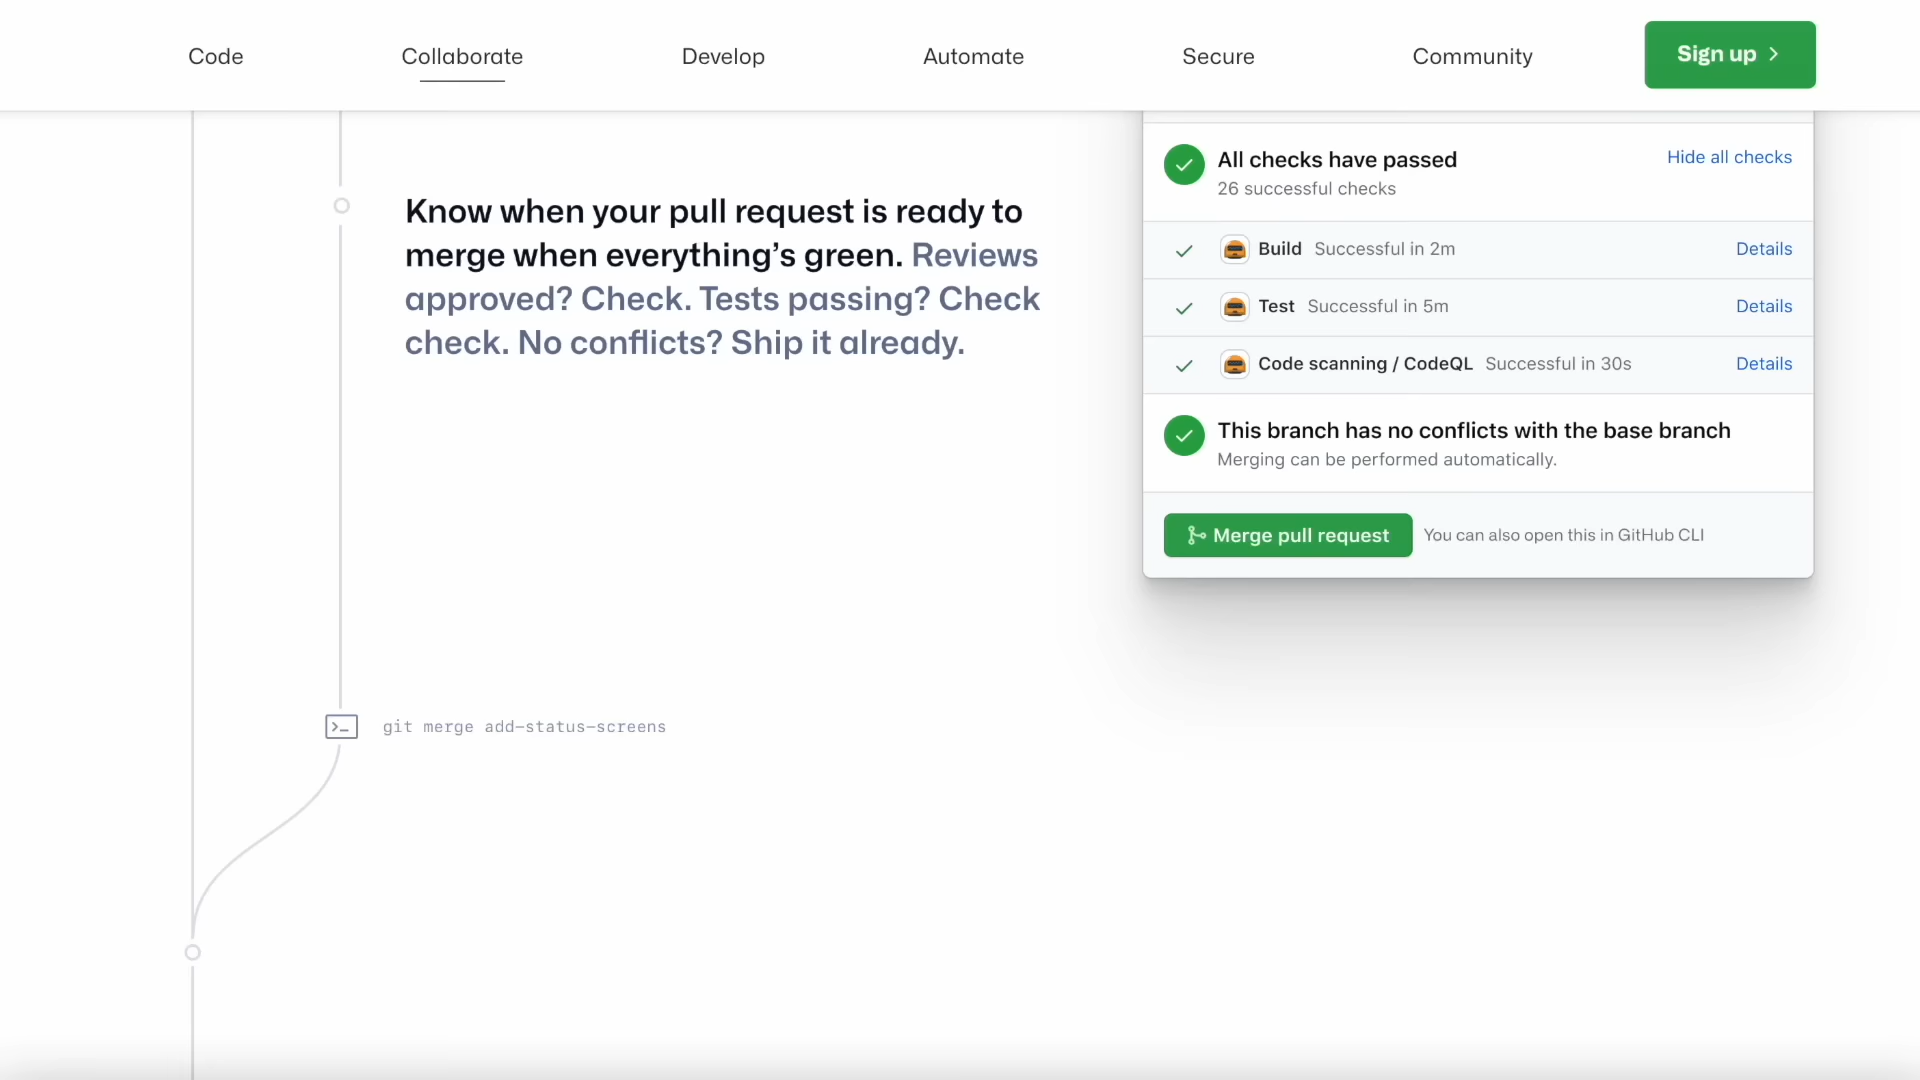 Code
Collaborate
Develop
Automate
Secure
Community
Sign up
Know when your pull request is ready to
merge when everything’s green. Reviews
approved? Check. Tests passing? Check
check. No conflicts? Ship it already.
All checks have passed
Hide all checks
26 successful checks
Build Successful in 2m Details
Test Successful in 5m Details
Code scanning / CodeQL Successful in 30s Details
This branch has no conflicts with the base branch
Merging can be performed automatically.
Merge pull request
You can also open this in GitHub CLI
git merge add-status-screens